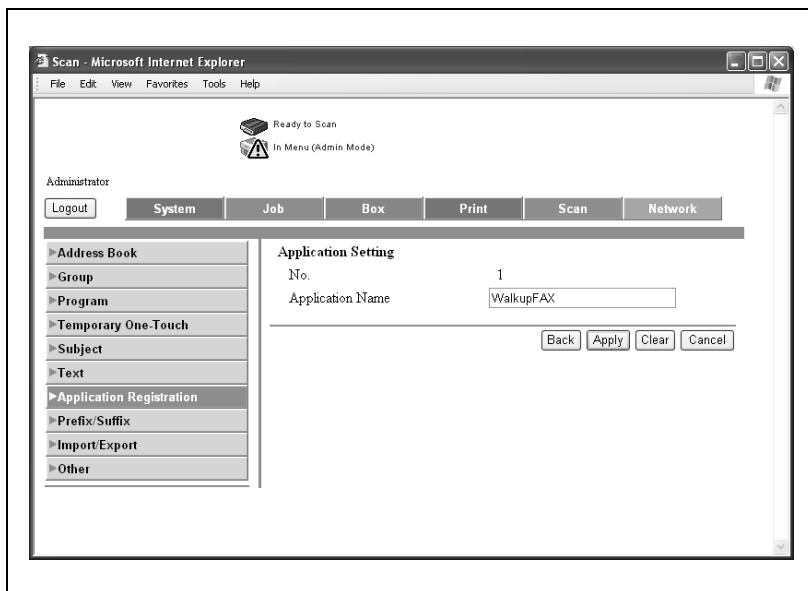 Scan - Microsoft Internet Explorer
File Edit View Favorites Tools Help
Ready to Scan
In Menu (Admin Mode)
Administrator
Logout System Job Box Print Scan Network
Address Book
Group
Program
Temporary One-Touch
Subject
Text
Application Registration
Prefix/Suffix
Import/Export
Other
Application Setting
No. 1
Application Name WalkupFAX
Back Apply Clear Cancel